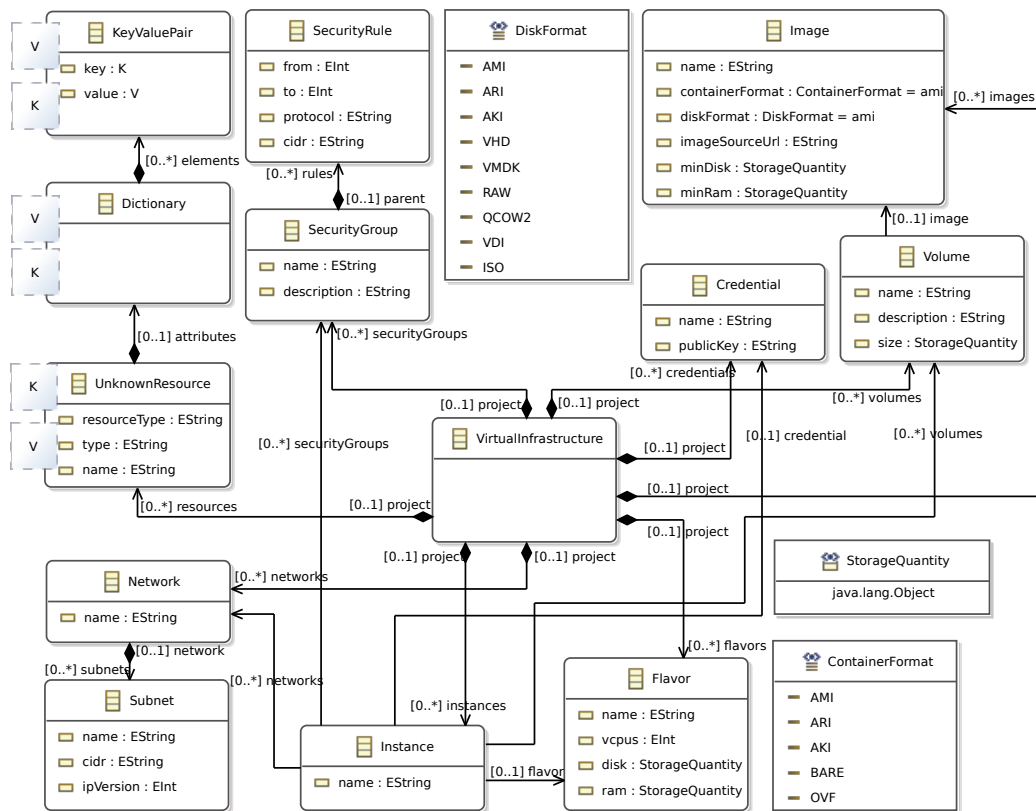 V
K
KeyValuePair
key : K
value : V
SecurityRule
from : EInt
to : EInt
protocol : EString
cidr : EString
DiskFormat
AMI
ARI
AKI
VHD
VMDK
RAW
QCOW2
VDI
ISO
Image
name : EString
containerFormat : ContainerFormat = ami
diskFormat : DiskFormat = ami
imageSourceUrl : EString
minDisk : StorageQuantity
minRam : StorageQuantity
[0..*] images
[0..*] elements
[0..*] rules
[0..1] parent
[0..1] image
V
K
Dictionary
SecurityGroup
name : EString
description : EString
Volume
name : EString
description : EString
size : StorageQuantity
Credential
name : EString
publicKey : EString
[0..1] attributes
[0..*] securityGroups
[0..*] credentials
[0..*] volumes
K
V
UnknownResource
resourceType : EString
type : EString
name : EString
[0..1] project
[0..1] project
[0..*] securityGroups
VirtualInfrastructure
[0..1] project
[0..1] credential
[0..*] volumes
[0..1] project
[0..*] resources
[0..1] project
[0..1] project
[0..1] project
[0..1] project
StorageQuantity
java.lang.Object
Network
name : EString
[0..*] networks
[0..1] network
[0..*] subnets
[0..*] networks
[0..*] flavors
Subnet
name : EString
cidr : EString
ipVersion : EInt
[0..*] instances
Instance
name : EString
[0..1] flavor
Flavor
name : EString
vcpus : EInt
disk : StorageQuantity
ram : StorageQuantity
ContainerFormat
AMI
ARI
AKI
BARE
OVF